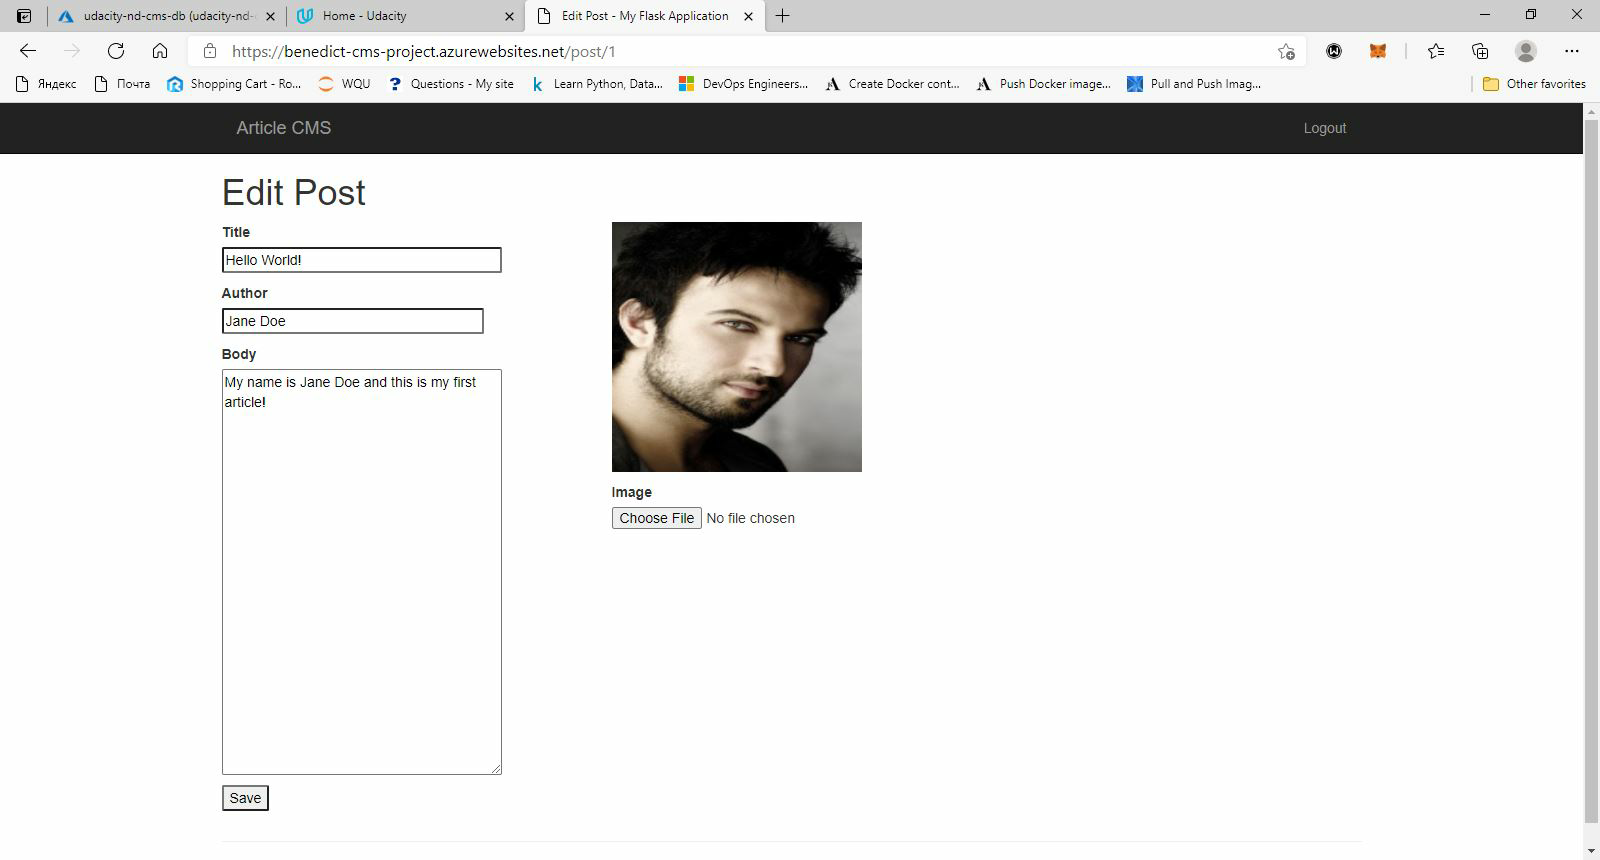 udacity-nd-cms-db (udacity-nd-
Home - Udacity
Edit Post - My Flask Application
https://benedict-cms-project.azurewebsites.net/post/1
Яндекс
Почта
Shopping Cart - Ro...
WQU
Questions - My site
Learn Python, Data...
DevOps Engineers...
Create Docker cont...
Push Docker image...
Pull and Push Imag...
Other favorites
Article CMS
Logout
Edit Post
Title
Hello World!
Author
Jane Doe
Body
My name is Jane Doe and this is my first
article!
Image
Choose File No file chosen
Save